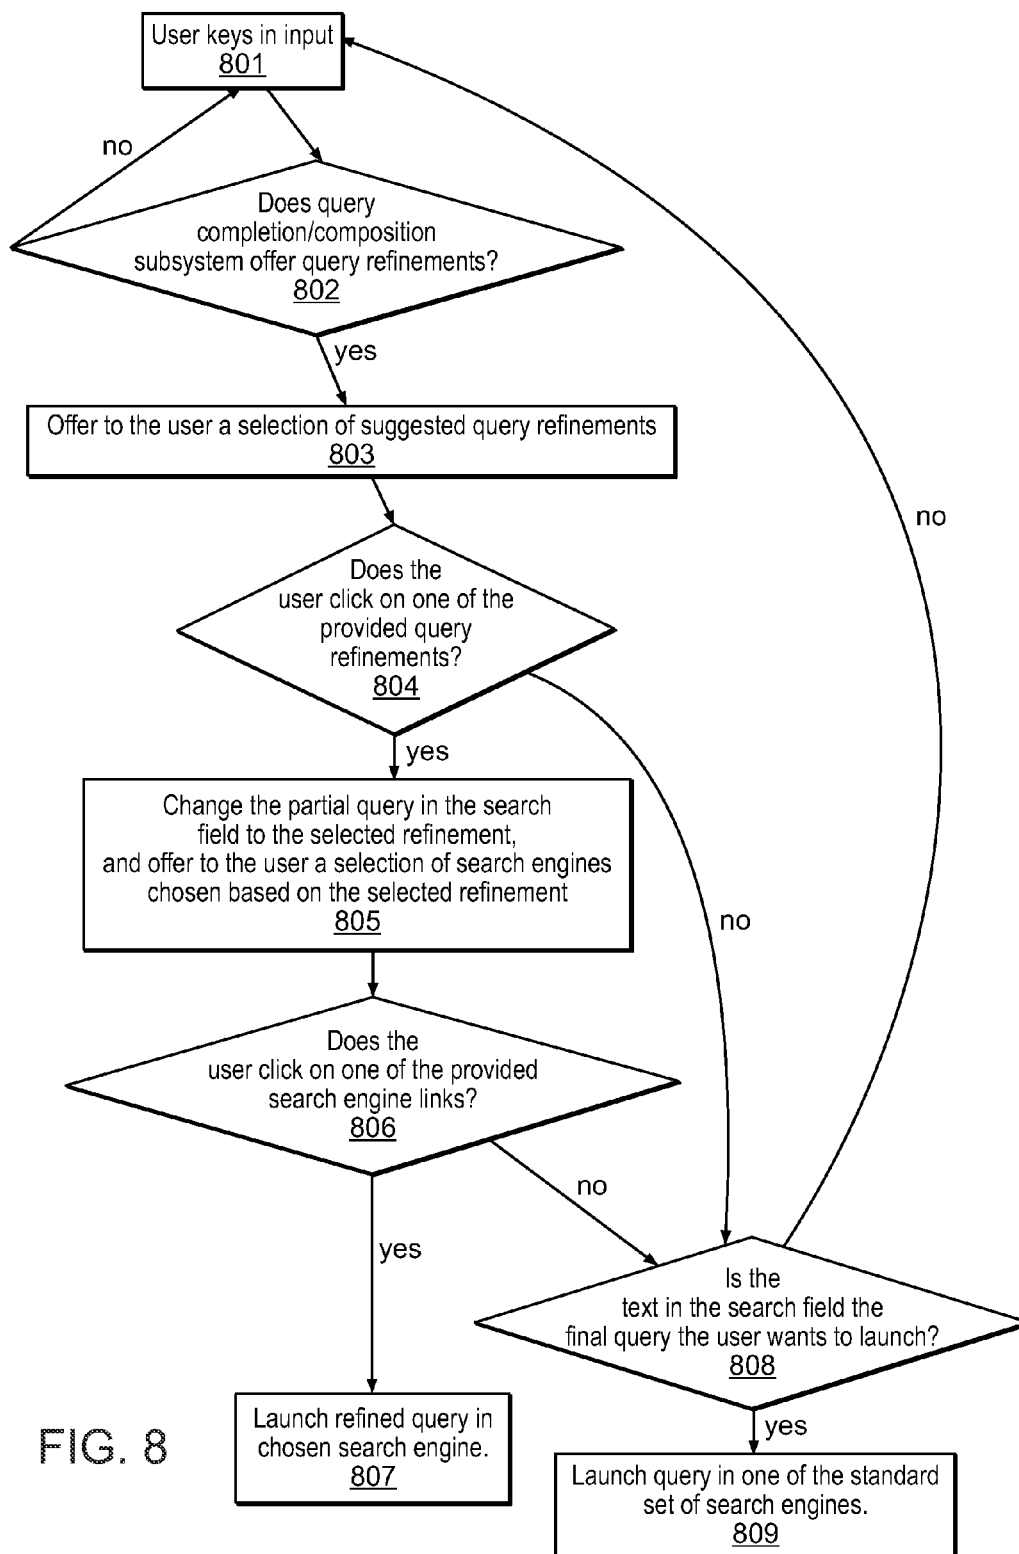 User keys in input
801
no
Does query
completion/composition
subsystem offer query refinements?
802
yes
Offer to the user a selection of suggested query refinements
803
no
Does the
user click on one of the
provided query
refinements?
804
yes
Change the partial query in the search
field to the selected refinement,
and offer to the user a selection of search engines
chosen based on the selected refinement
805
no
Does the
user click on one of the provided
search engine links?
806
no
yes
Is the
text in the search field the
final query the user wants to launch?
808
Launch refined query in
chosen search engine.
807
yes
FIG. 8
Launch query in one of the standard
set of search engines.
809